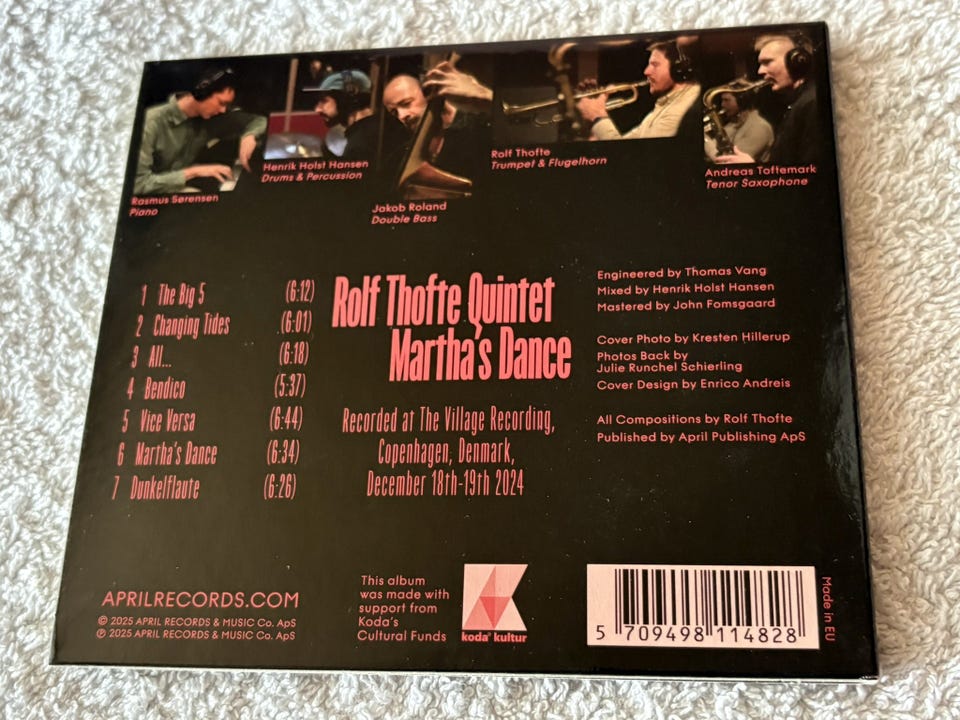 Rasmus Sørensen
Piano
Henrik Holst Hansen
Drums & Percussion
Jakob Roland
Double Bass
Rolf Thofte
Trumpet & Flugelhorn
Andreas Toftemark
Tenor Saxophone
1 The Big 5 (6:12)
2 Changing Tides (6:01)
3 All... (6:18)
4 Bendico (5:37)
5 Vice Versa (6:44)
6 Martha's Dance (6:34)
7 Dunkelflaute (6:26)
Rolf Thofte Quintet
Martha's Dance
Recorded at The Village Recording,
Copenhagen, Denmark,
December 18th-19th 2024
Engineered by Thomas Vang
Mixed by Henrik Holst Hansen
Mastered by John Fomsgaard
Cover Photo by Kresten Hillerup
Photos Back by
Julie Runchel Schierling
Cover Design by Enrico Andreis
All Compositions by Rolf Thofte
Published by April Publishing ApS
APRILRECORDS.COM
© 2025 APRIL RECORDS & MUSIC Co. ApS
℗ 2025 APRIL RECORDS & MUSIC Co. ApS
This album
was made with
support from
Koda's
Cultural Funds
koda® kultur
5 709498 114828
Made in EU